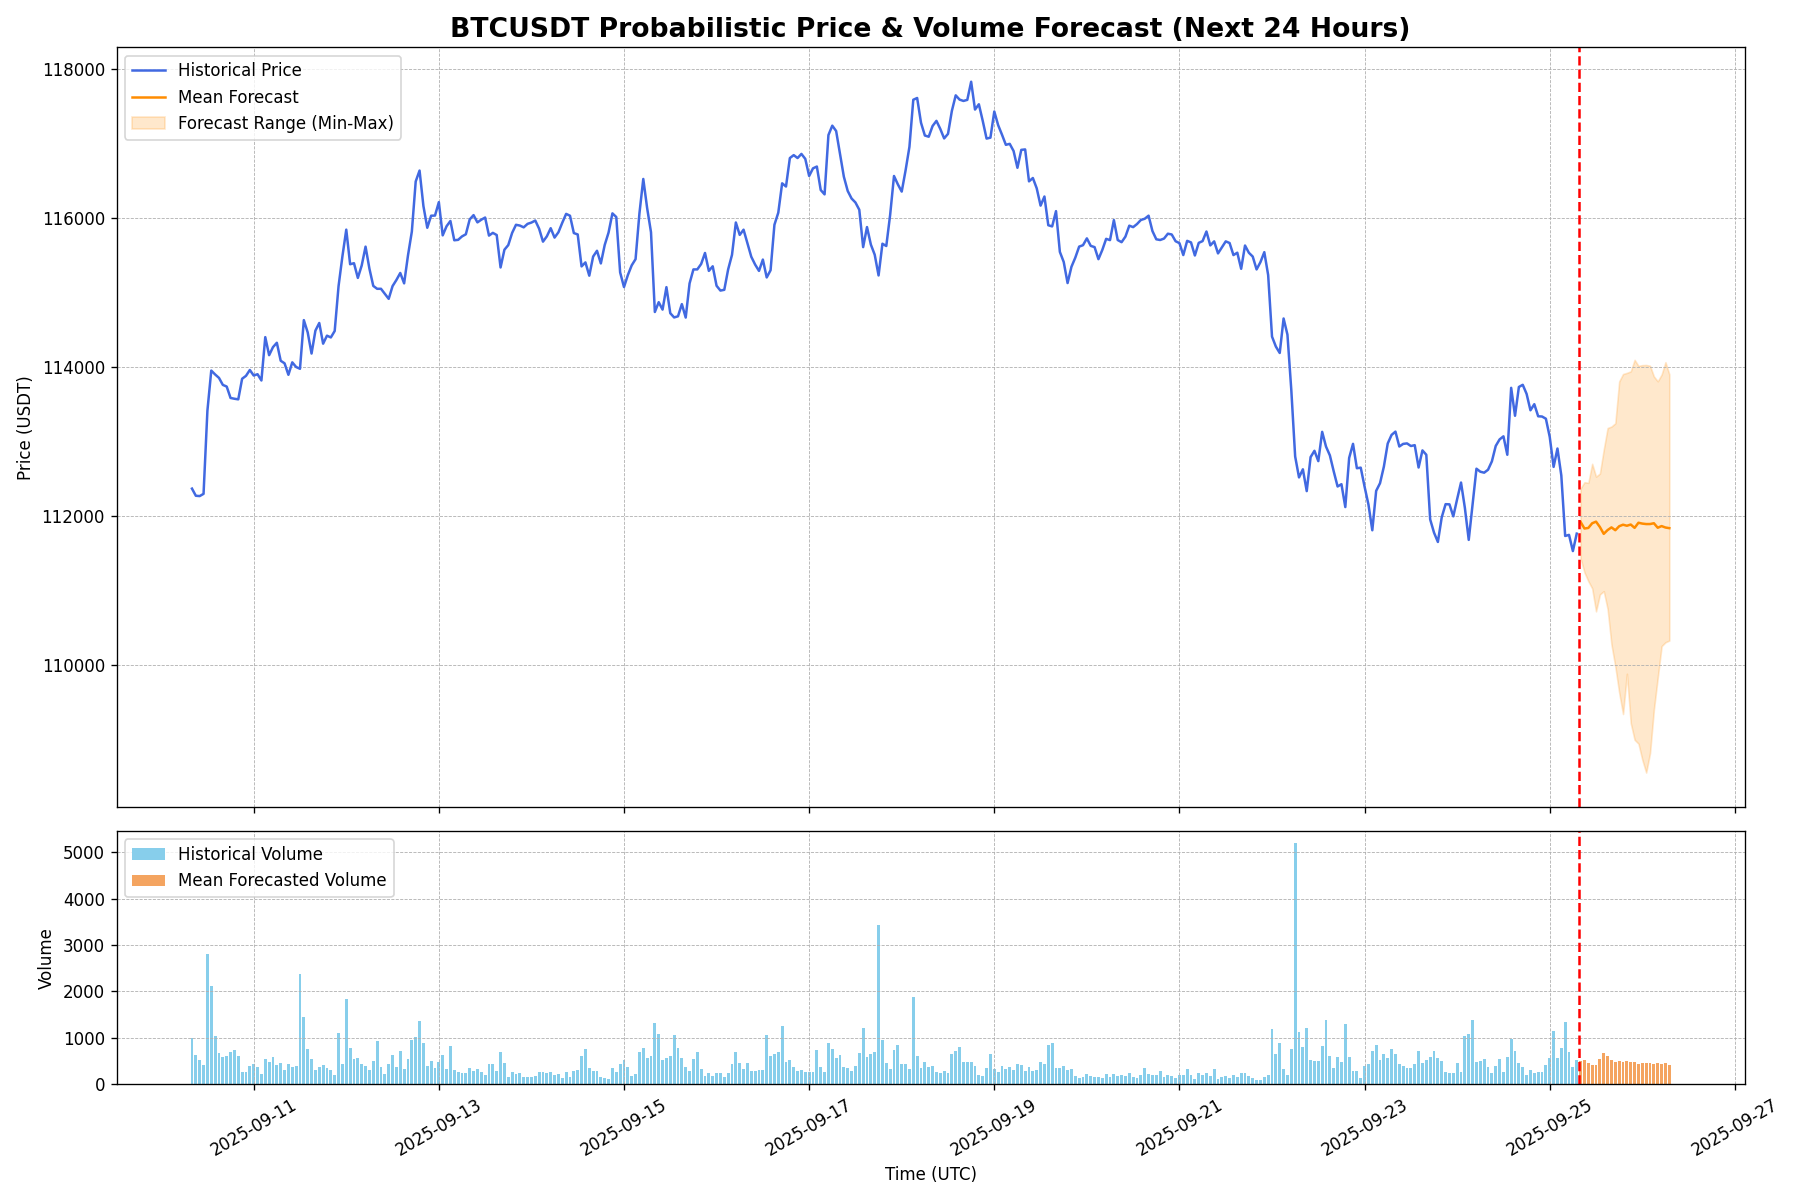 BTCUSDT Probabilistic Price & Volume Forecast (Next 24 Hours)
Historical Price
Mean Forecast
Forecast Range (Min-Max)
Price (USDT)
118000
116000
114000
112000
110000
Historical Volume
Mean Forecasted Volume
Volume
5000
4000
3000
2000
1000
0
2025-09-11
2025-09-13
2025-09-15
2025-09-17
2025-09-19
2025-09-21
2025-09-23
2025-09-25
2025-09-27
Time (UTC)